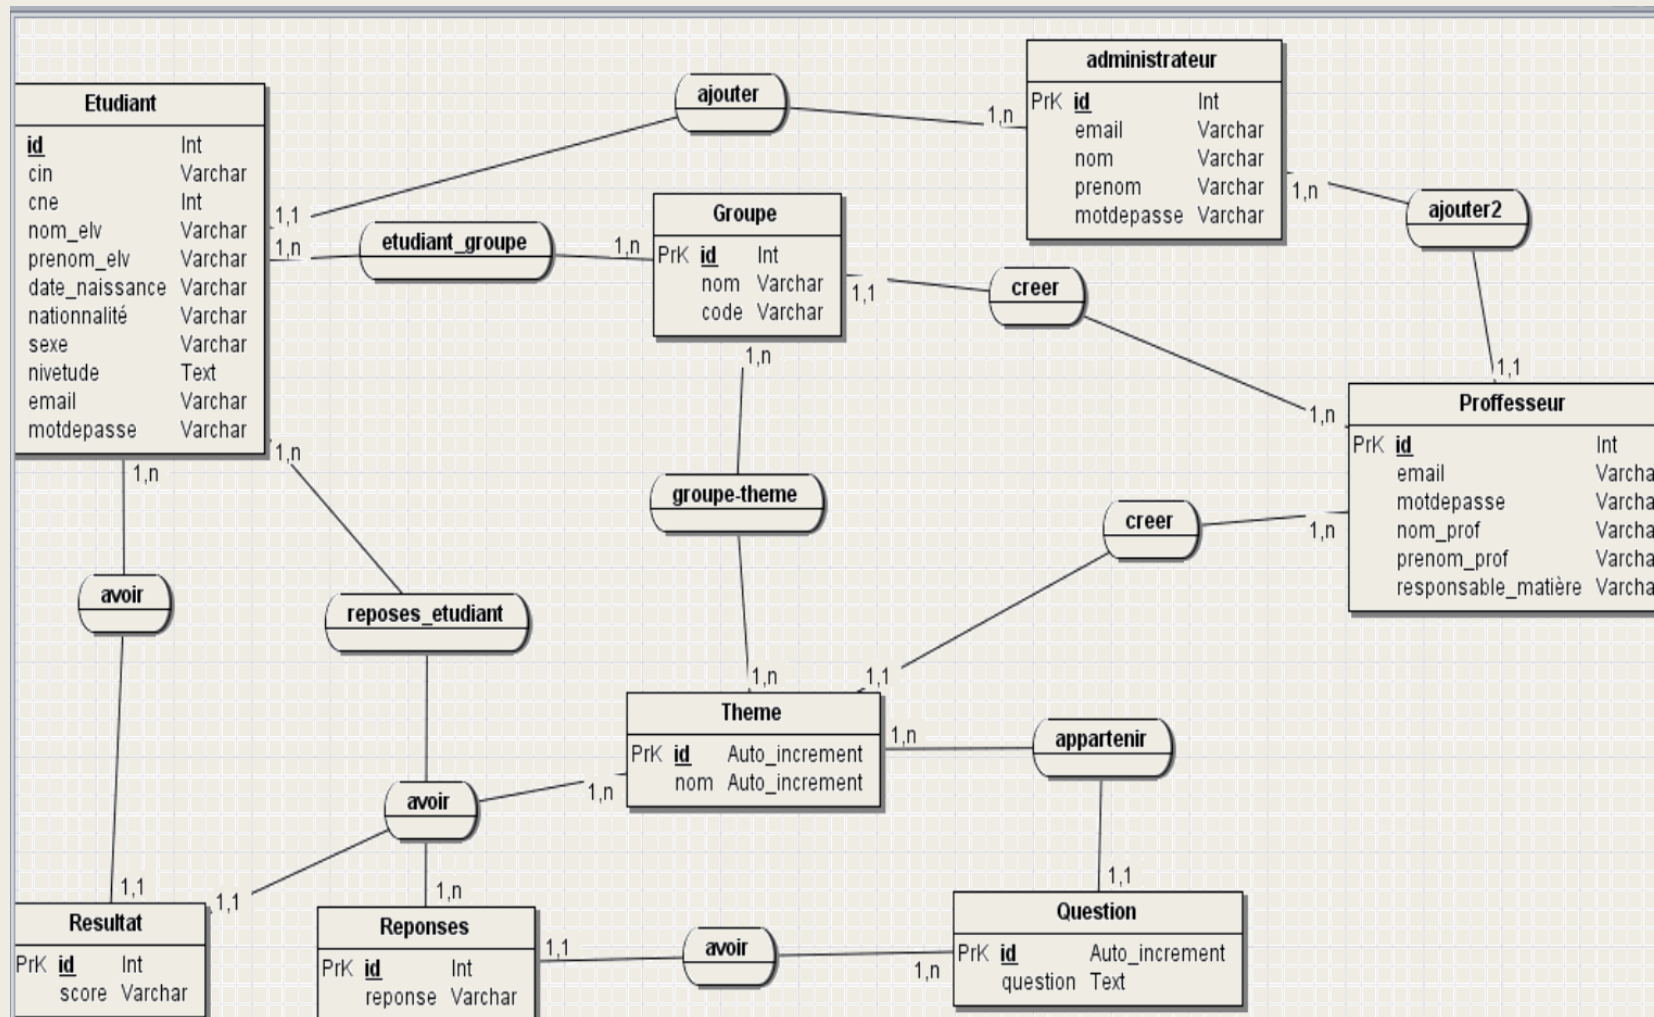 administrateur
PrK id Int
email Varchar
nom Varchar
prenom Varchar
motdepasse Varchar
ajouter
1,n
1,n
ajouter2
1,1
Etudiant
id Int
cin Varchar
cne Int
nom_elv Varchar
prenom_elv Varchar
date_naissance Varchar
nationnalité Varchar
sexe Varchar
nivetude Text
email Varchar
motdepasse Varchar
1,1
1,n
etudiant_groupe
1,n
Groupe
PrK id Int
nom Varchar
code Varchar
1,1
creer
1,n
1,n
Proffesseur
PrK id Int
email Varcha
motdepasse Varcha
nom_prof Varcha
prenom_prof Varcha
responsable_matière Varcha
1,n
1,n
groupe-theme
creer
1,n
avoir
reposes_etudiant
1,n
1,1
Theme
PrK id Auto_increment
nom Auto_increment
1,n
appartenir
avoir
1,n
1,1
1,1
1,n
1,1
Resultat
PrK id Int
score Varchar
Reponses
PrK id Int
reponse Varchar
1,1
avoir
1,n
Question
PrK id Auto_increment
question Text